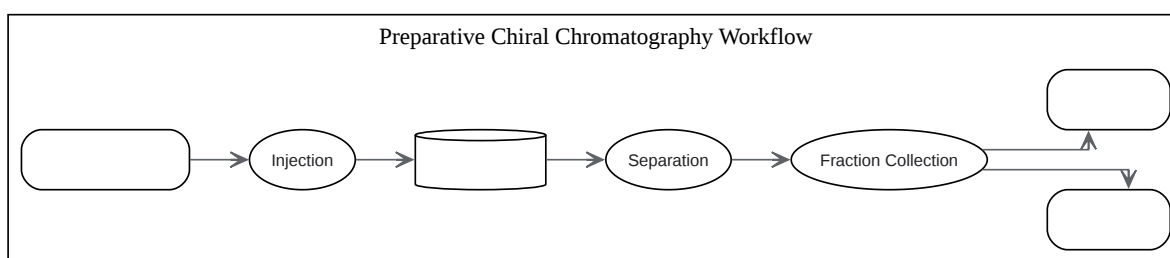 Preparative Chiral Chromatography Workflow
Injection
Separation
Fraction Collection